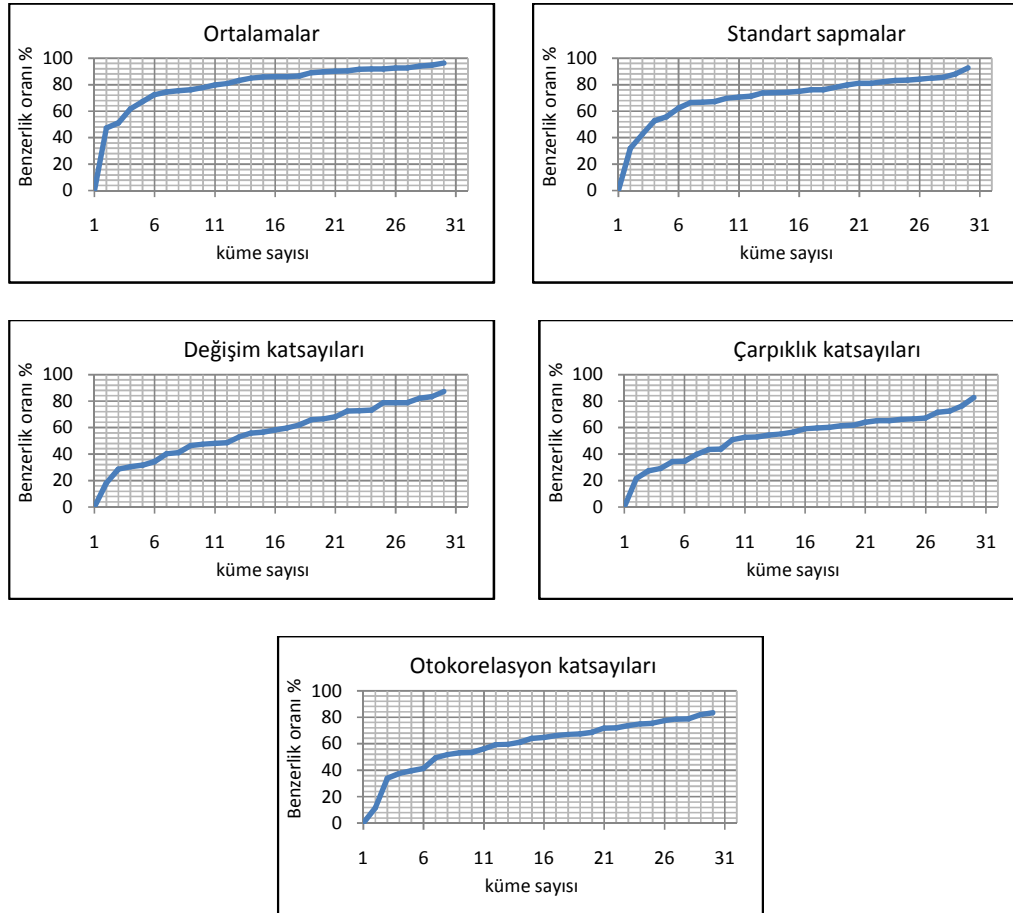 Ortalamalar
Benzerlik oranı %
100
80
60
40
20
0
1 6 11 16 21 26 31
küme sayısı
Standart sapmalar
Benzerlik oranı %
100
80
60
40
20
0
1 6 11 16 21 26 31
küme sayısı
Değişim katsayıları
Benzerlik oranı %
100
80
60
40
20
0
1 6 11 16 21 26 31
küme sayısı
Çarpıklık katsayıları
Benzerlik oranı %
100
80
60
40
20
0
1 6 11 16 21 26 31
küme sayısı
Otokorelasyon katsayıları
Benzerlik oranı %
100
80
60
40
20
0
1 6 11 16 21 26 31
küme sayısı